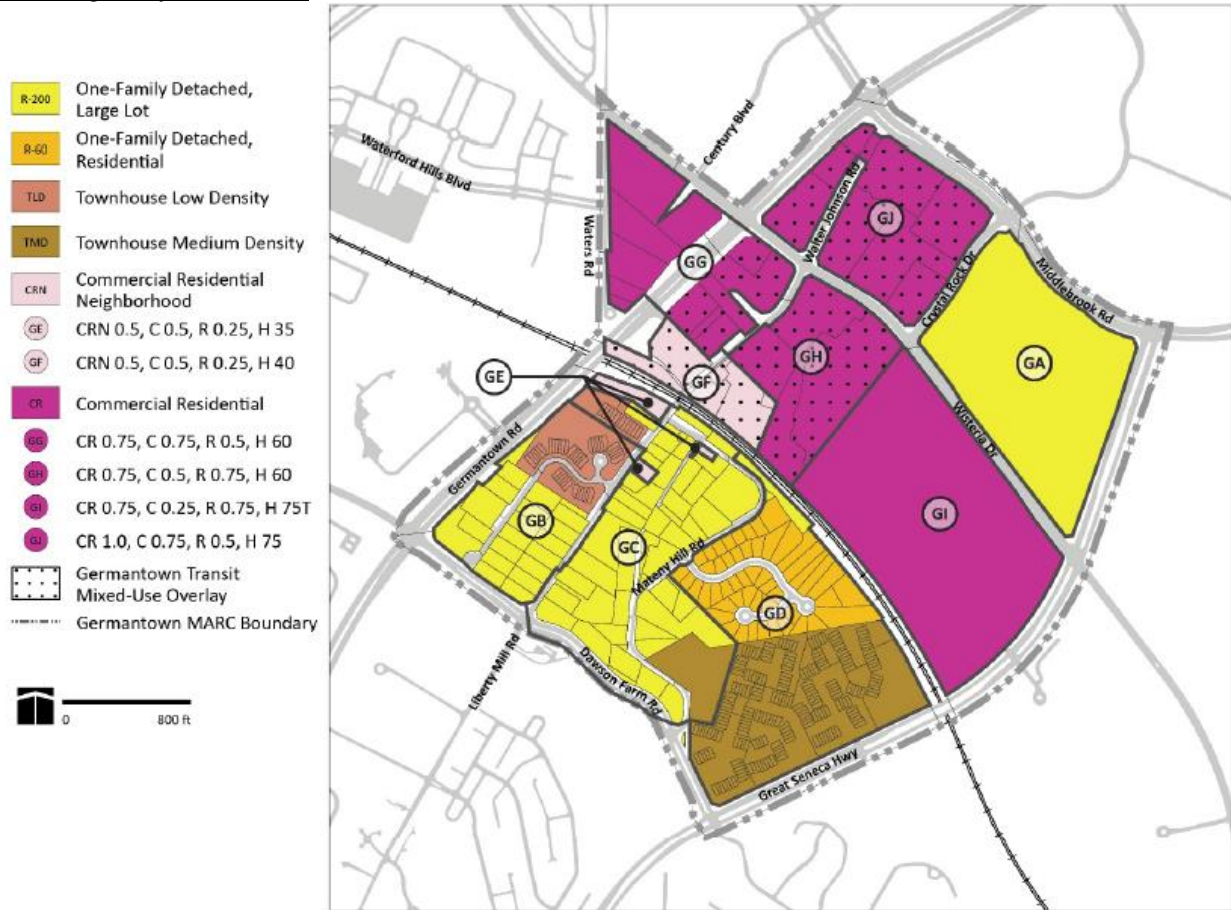 R-200
One-Family Detached,
Large Lot
R-60
One-Family Detached,
Residential
TLD
Townhouse Low Density
TMD
Townhouse Medium Density
CRN
Commercial Residential
Neighborhood
GE
CRN 0.5, C 0.5, R 0.25, H 35
GF
CRN 0.5, C 0.5, R 0.25, H 40
CR
Commercial Residential
GG
CR 0.75, C 0.75, R 0.5, H 60
GH
CR 0.75, C 0.5, R 0.75, H 60
GI
CR 0.75, C 0.25, R 0.75, H 75T
GJ
CR 1.0, C 0.75, R 0.5, H 75
Germantown Transit
Mixed-Use Overlay
Germantown MARC Boundary
0 800 ft
Waterford Hills Blvd
Century Blvd
Waters Rd
Walter Johnson Rd
GJ
GG
Crystal Rock Dr
Middlebrook Rd
GH
GA
GE
GF
Wisteria Dr
Germantown Rd
GB
GC
GI
Mateny Hill Rd
GD
Liberty Mill Rd
Dawson Farm Rd
Great Seneca Hwy